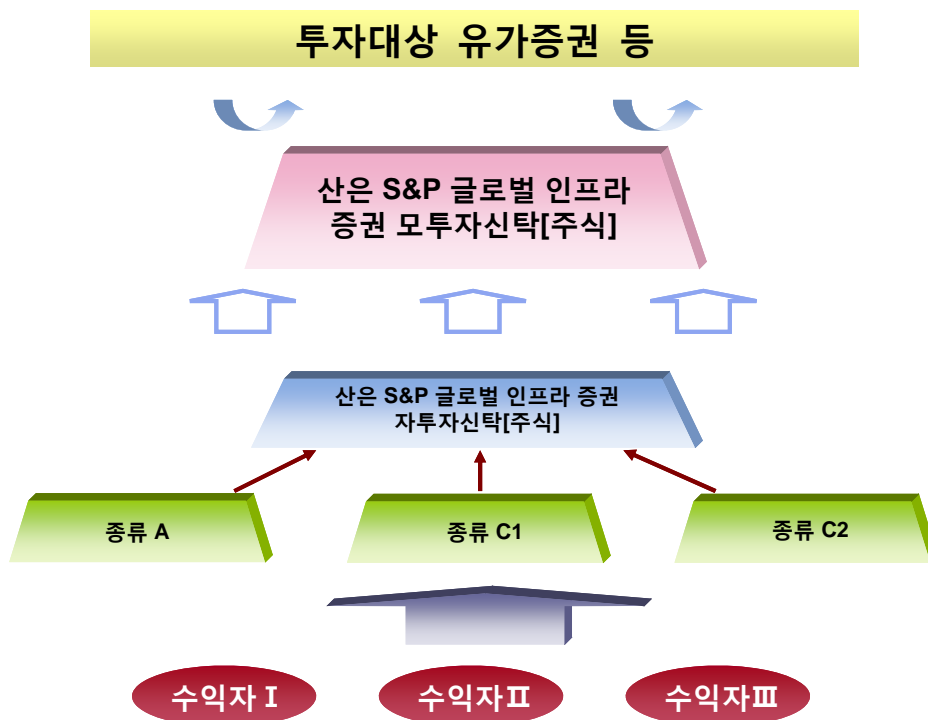 투자대상 유가증권 등
산은 S&P 글로벌 인프라
증권 모투자신탁[주식]
산은 S&P 글로벌 인프라 증권
자투자신탁[주식]
종류 A
종류 C1
종류 C2
수익자 Ⅰ
수익자Ⅱ
수익자Ⅲ